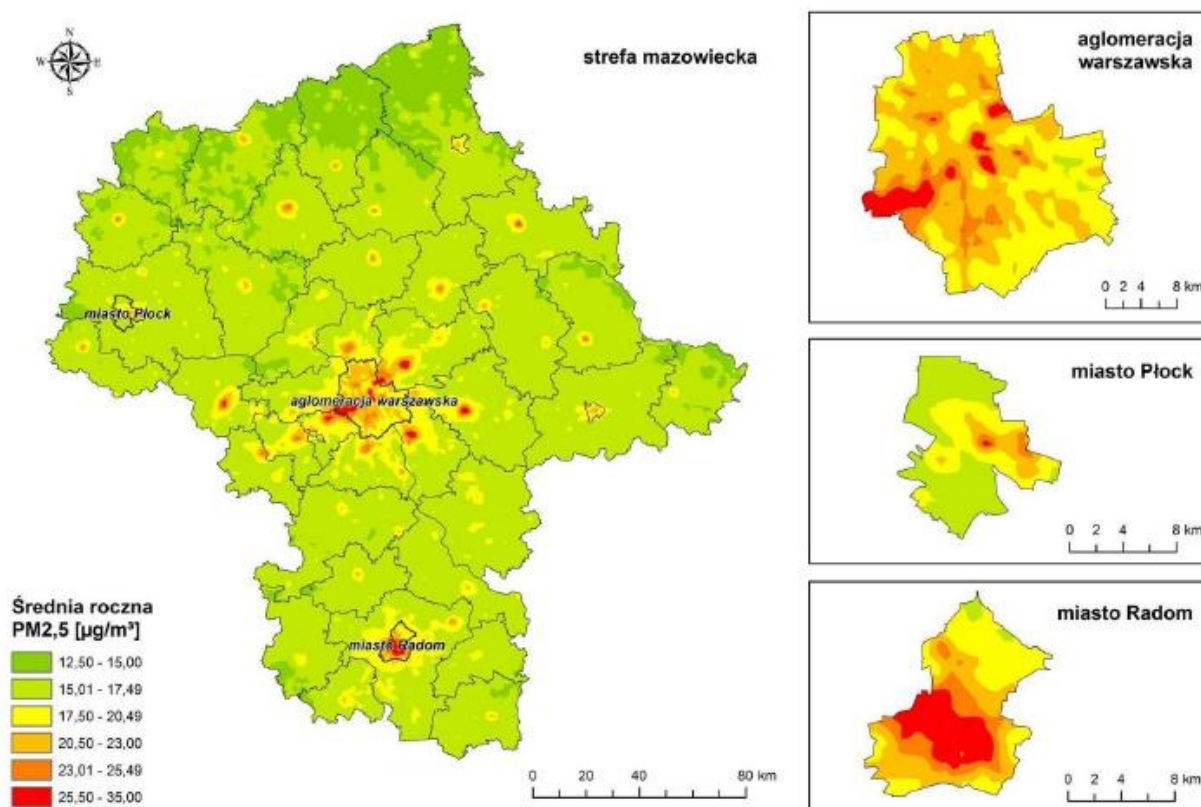 N
W E
S
strefa mazowiecka
miasto Płock
aglomeracja warszawska
miasto Radom
Średnia roczna
PM2,5 [µg/m³]
12,50 - 15,00
15,01 - 17,49
17,50 - 20,49
20,50 - 23,00
23,01 - 25,49
25,50 - 35,00
0 20 40 80 km
aglomeracja
warszawska
0 2 4 8 km
miasto Płock
0 2 4 8 km
miasto Radom
0 2 4 8 km